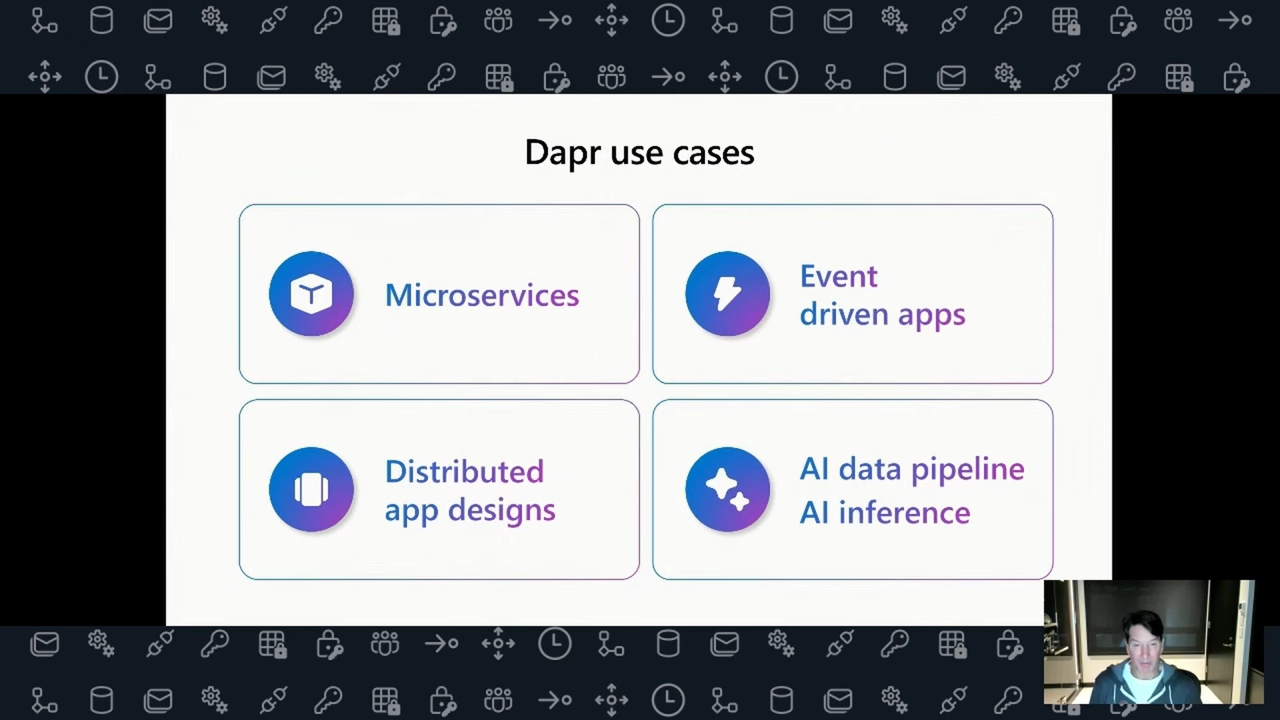 Dapr use cases
Microservices
Event
driven apps
Distributed
app designs
AI data pipeline
AI inference